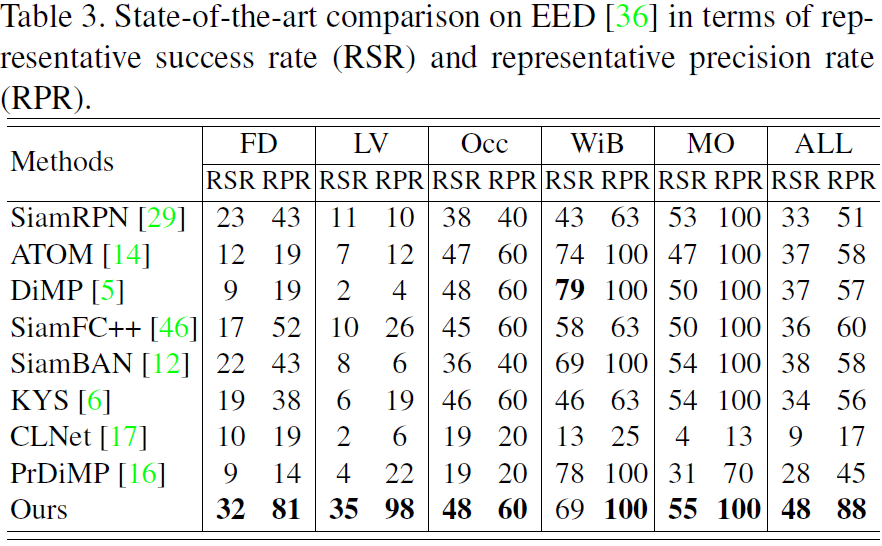 Table 3. State-of-the-art comparison on EED [36] in terms of rep-
resentative success rate (RSR) and representative precision rate
(RPR).
Methods FD LV Occ WiB MO ALL
RSR RPR RSR RPR RSR RPR RSR RPR RSR RPR RSR RPR
SiamRPN [29] 23 43 11 10 38 40 43 63 53 100 33 51
ATOM [14] 12 19 7 12 47 60 74 100 47 100 37 58
DiMP [5] 9 19 2 4 48 60 79 100 50 100 37 57
SiamFC++ [46] 17 52 10 26 45 60 58 63 50 100 36 60
SiamBAN [12] 22 43 8 6 36 40 69 100 54 100 38 58
KYS [6] 19 38 6 19 46 60 46 63 54 100 34 56
CLNet [17] 10 19 2 6 19 20 13 25 4 13 9 17
PrDiMP [16] 9 14 4 22 19 20 78 100 31 70 28 45
Ours 32 81 35 98 48 60 69 100 55 100 48 88